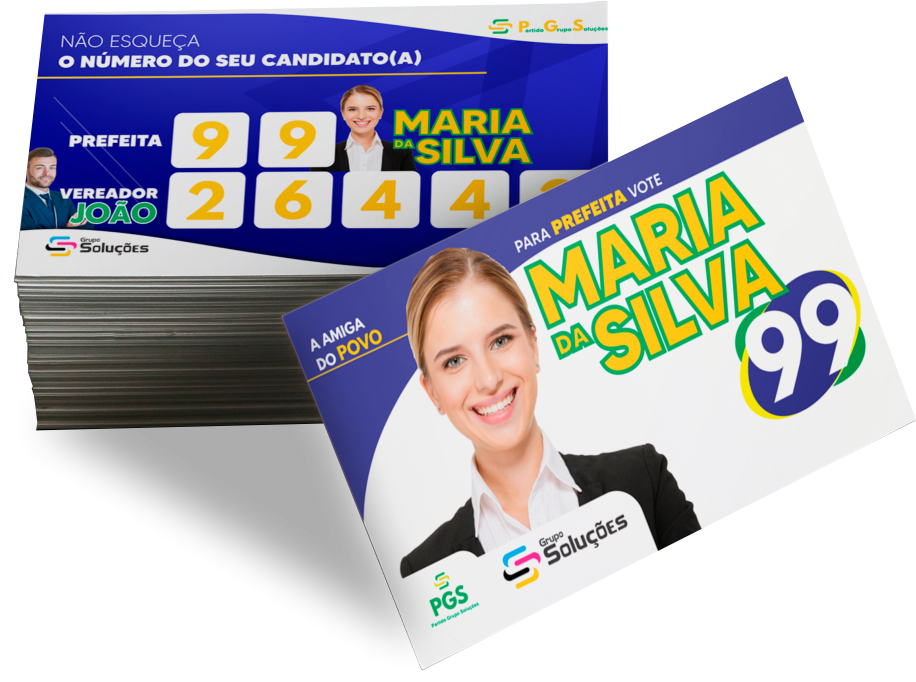 NÃO ESQUEÇA
O NÚMERO DO SEU CANDIDATO(A)
Partido Grupo Soluções
PREFEITA 9 9 MARIA DA SILVA
VEREADOR JOÃO 2 6 4 4
Grupo Soluções
PARA PREFEITA VOTE
MARIA
DA SILVA
99
A AMIGA
DO POVO
Grupo
Soluções
PGS
Partido Grupo Soluções